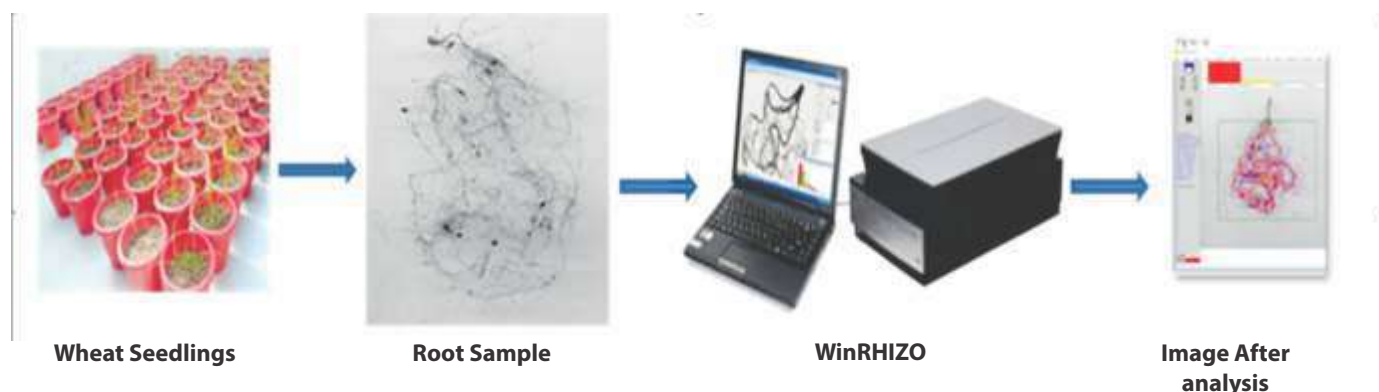 Wheat Seedlings
Root Sample
WinRHIZO
Image After
analysis